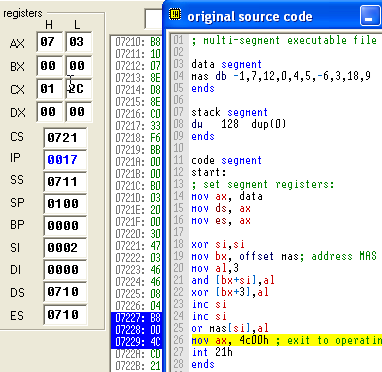 registers
H L
AX 07 03
BX 00 00
CX 01 2C
DX 00 00
CS 0721
IP 0017
SS 0711
SP 0100
BP 0000
SI 0002
DI 0000
DS 0710
ES 0710
07210: B8
07211: 10
07212: 07
07213: 8E
07214: D8
07215: 8E
07216: C0
07217: 33
07218: F6
07219: BB
0721A: 00
0721B: 00
0721C: B0
0721D: 03
0721E: 20
0721F: 00
07220: 30
07221: 47
07222: 03
07223: 46
07224: 46
07225: 08
07226: 04
07227: B8
07228: 00
07229: 4C
0722A: CD
0722B: 21
original source code
01 ; multi-segment executable file
02
03 data segment
04 mas db -1,7,12,0,4,5,-6,3,18,9
05 ends
06
07 stack segment
08 dw 128 dup(0)
09 ends
10
11 code segment
12 start:
13 ; set segment registers:
14 mov ax, data
15 mov ds, ax
16 mov es, ax
17
18 xor si,si
19 mov bx, offset mas; address MAS
20 mov al,3
21 and [bx+si],al
22 xor [bx+3],al
23 inc si
24 inc si
25 or mas[si],al
26 mov ax, 4c00h ; exit to operatin
27 int 21h
28 ends